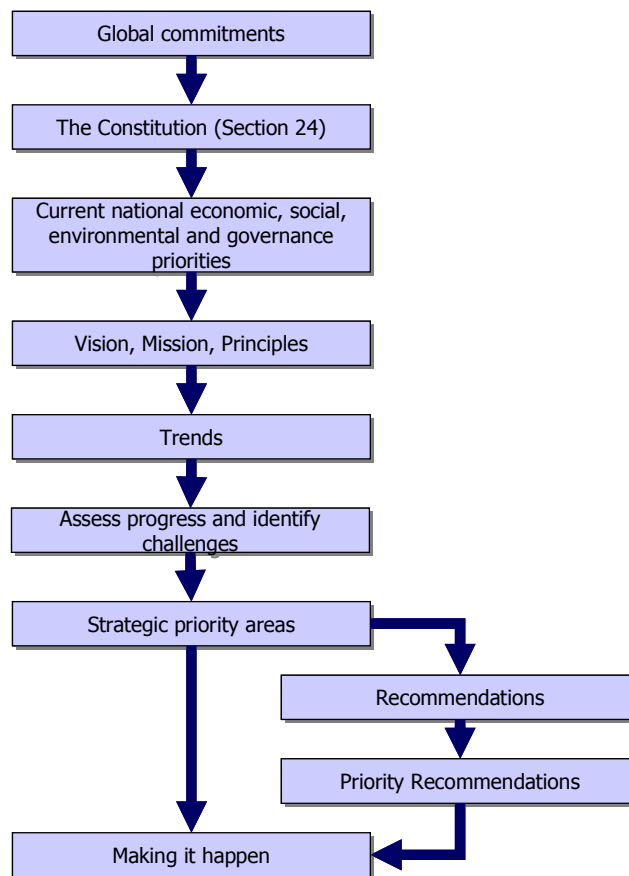 Global commitments
The Constitution (Section 24)
Current national economic, social,
environmental and governance
priorities
Vision, Mission, Principles
Trends
Assess progress and identify
challenges
Strategic priority areas
Recommendations
Priority Recommendations
Making it happen